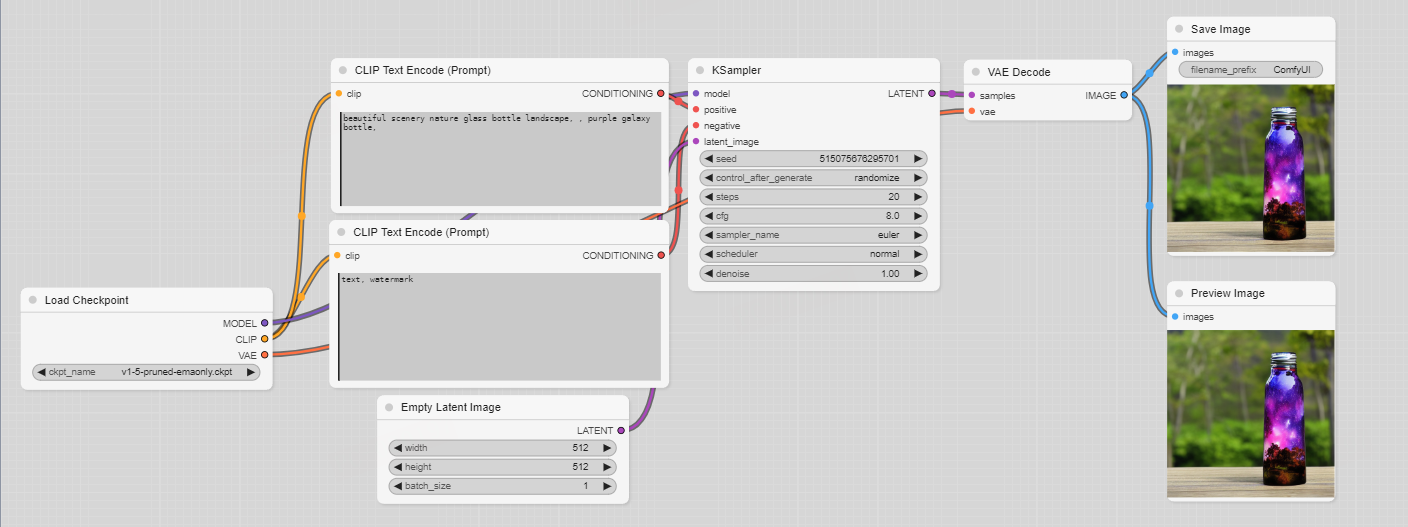 Load Checkpoint
MODEL
CLIP
VAE
ckpt_name v1-5-pruned-emaonly.ckpt
CLIP Text Encode (Prompt)
clip CONDITIONING
beautiful scenery nature glass bottle landscape, , purple galaxy
bottle,
CLIP Text Encode (Prompt)
clip CONDITIONING
text, watermark
Empty Latent Image
LATENT
width 512
height 512
batch_size 1
KSampler
model LATENT
positive
negative
latent_image
seed 515075676295701
control_after_generate randomize
steps 20
cfg 8.0
sampler_name euler
scheduler normal
denoise 1.00
VAE Decode
samples IMAGE
vae
Save Image
images
filename_prefix ComfyUI
Preview Image
images